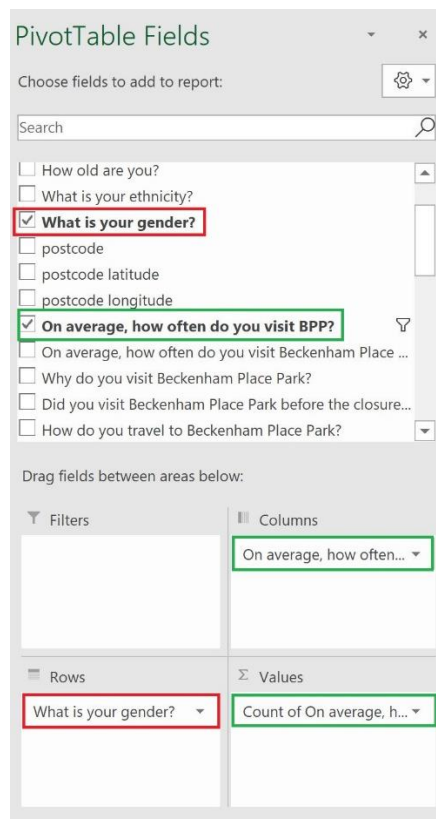 PivotTable Fields
Choose fields to add to report:
Search
How old are you?
What is your ethnicity?
What is your gender?
postcode
postcode latitude
postcode longitude
On average, how often do you visit BPP?
On average, how often do you visit Beckenham Place ...
Why do you visit Beckenham Place Park?
Did you visit Beckenham Place Park before the closure...
How do you travel to Beckenham Place Park?
Drag fields between areas below:
Filters
Columns
On average, how often...
Rows
Σ Values
What is your gender?
Count of On average, h...